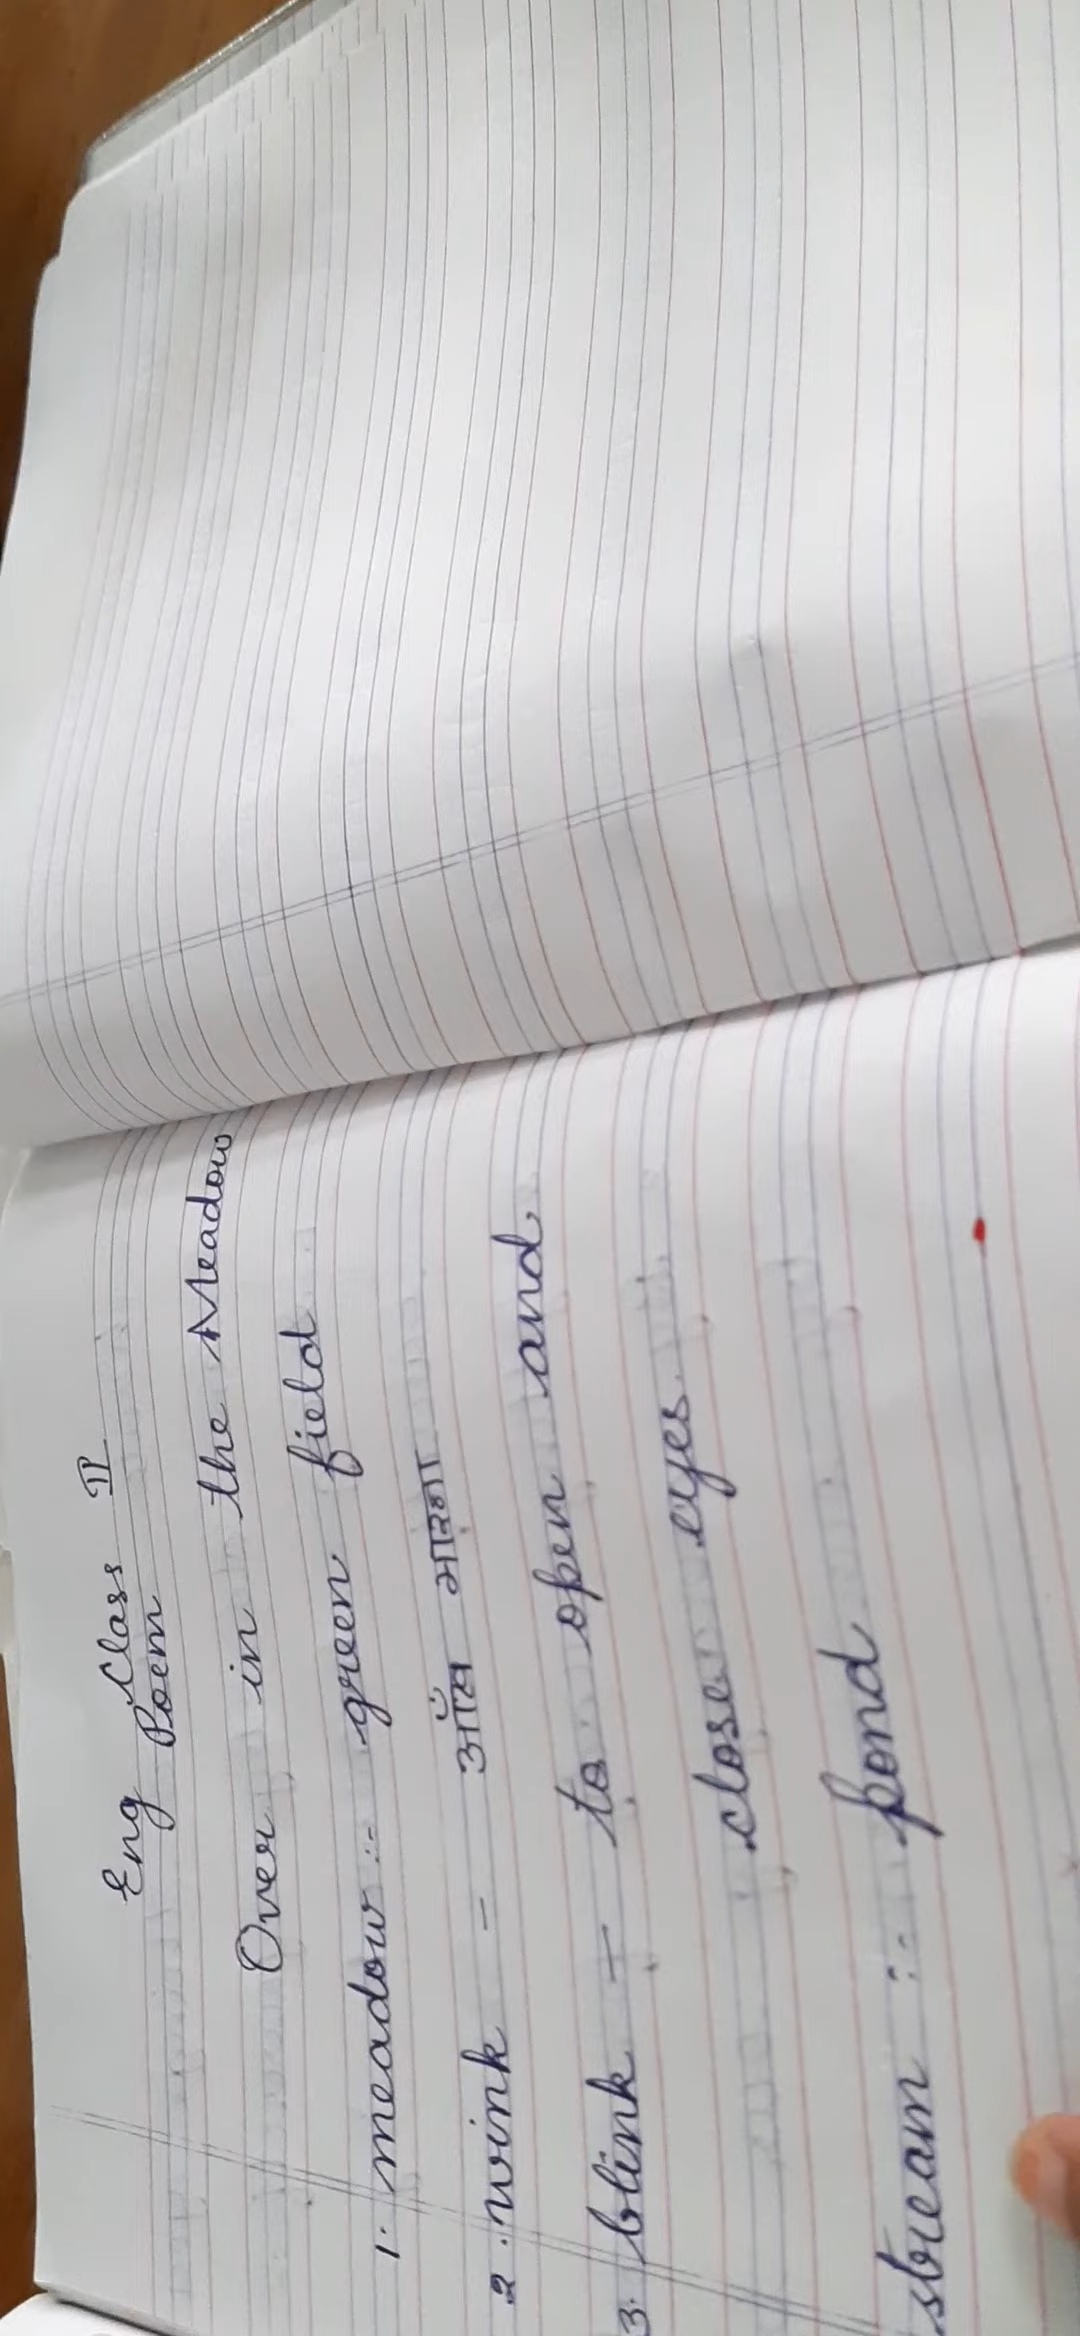 Eng Class II
Poem
Over in the Meadow
1. meadow :- green field
2. wink - आँख मारना
3. blink - to open and
close eyes.
stream :- pond